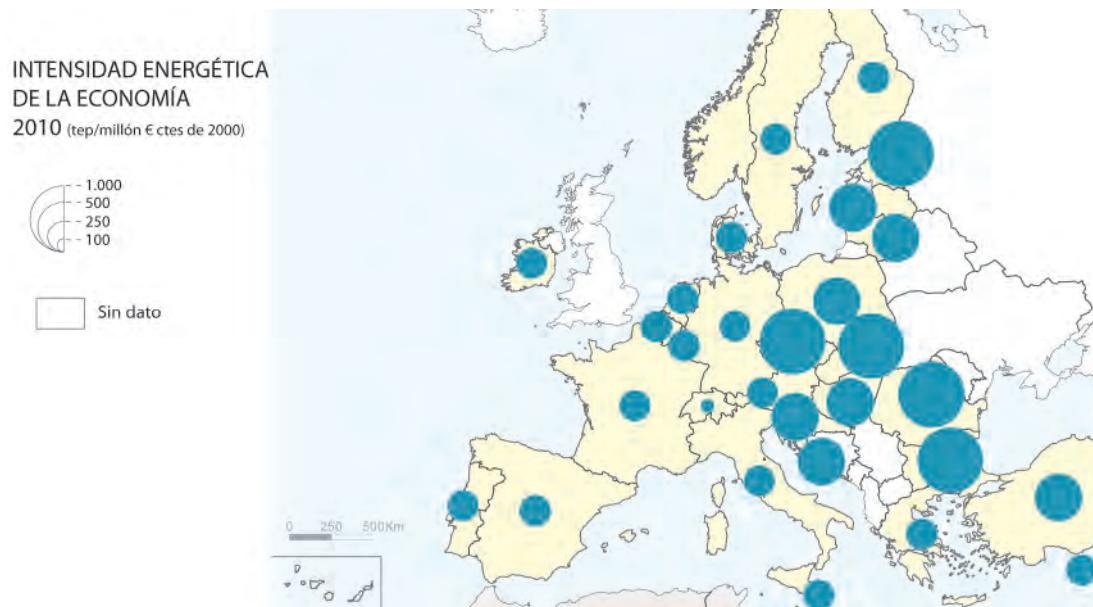 INTENSIDAD ENERGÉTICA
DE LA ECONOMÍA
2010 (tep/millón € ctes de 2000)
- 1.000
- 500
- 250
- 100
Sin dato
0 250 500Km